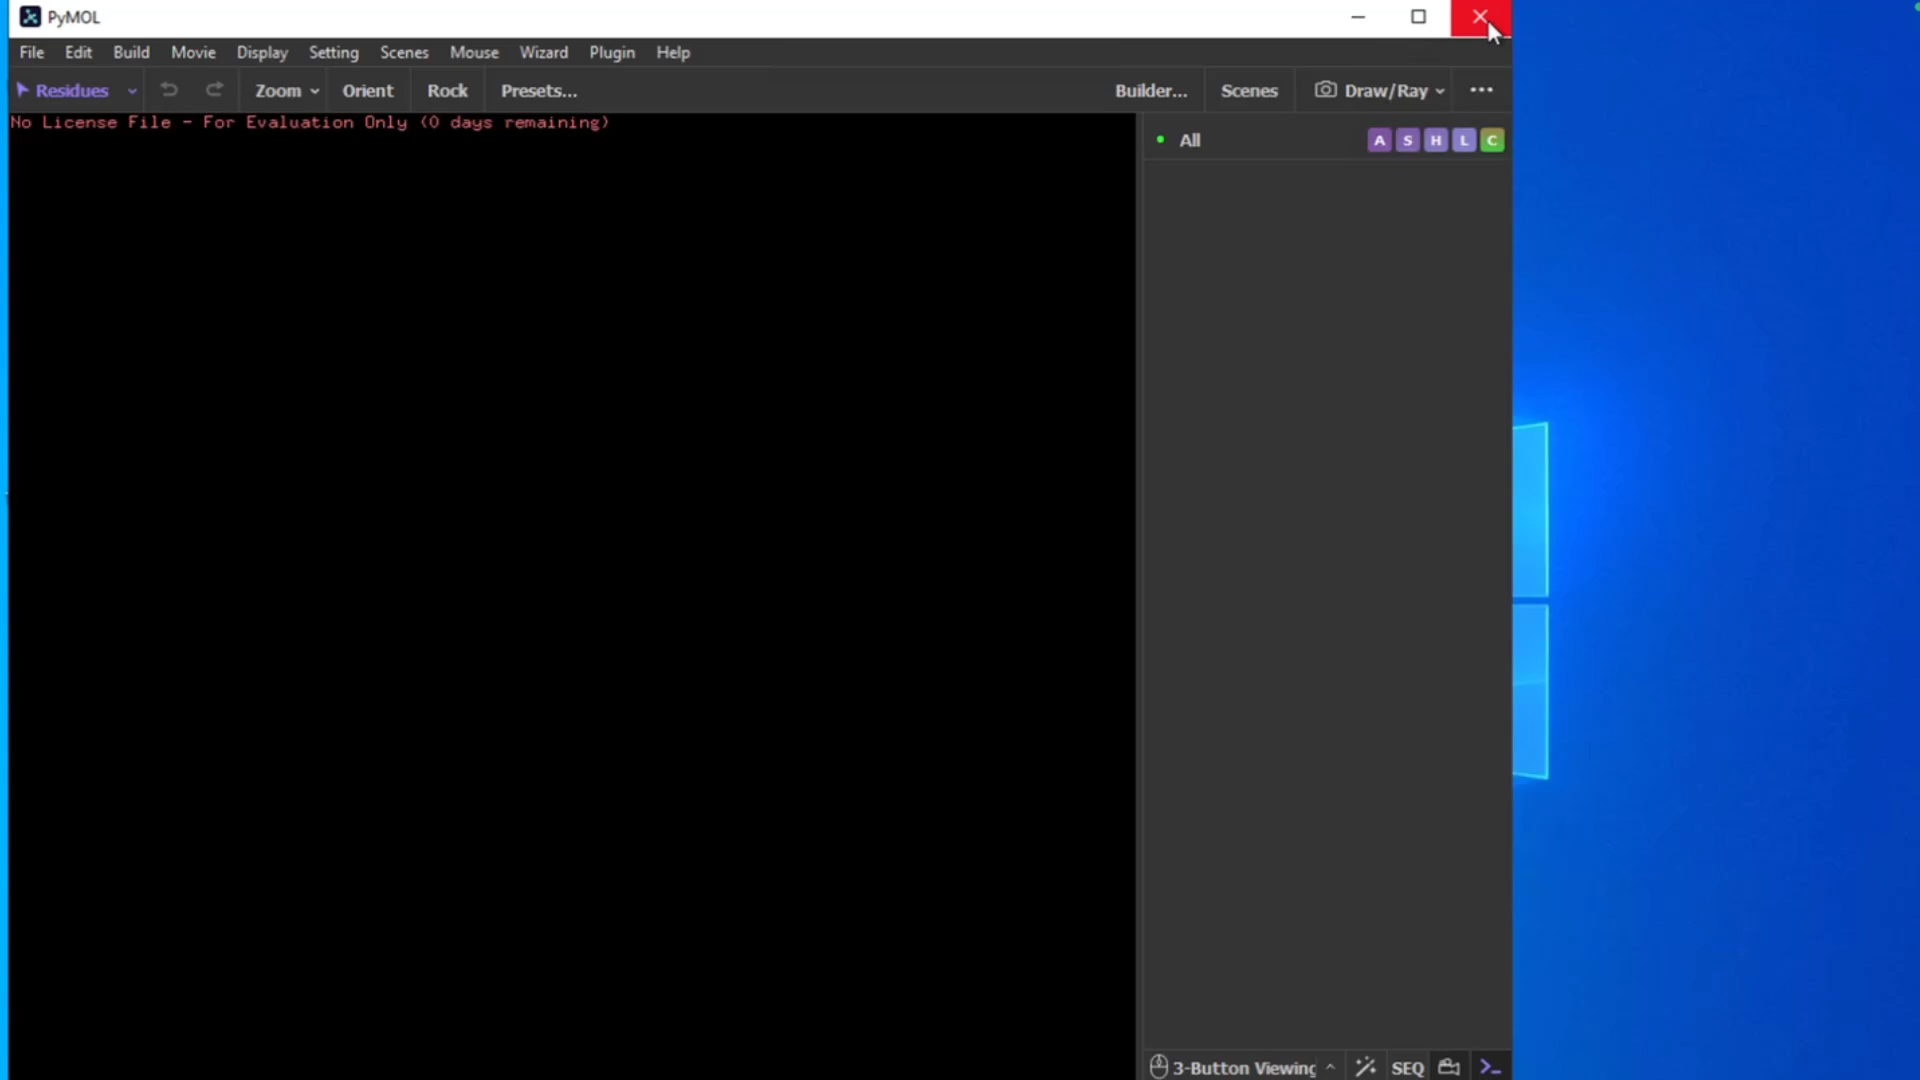 PyMOL
File Edit Build Movie Display Setting Scenes Mouse Wizard Plugin Help
Residues Zoom Orient Rock Presets... Builder... Scenes Draw/Ray
No License File - For Evaluation Only (0 days remaining)
All A S H L C
3-Button Viewing SEQ